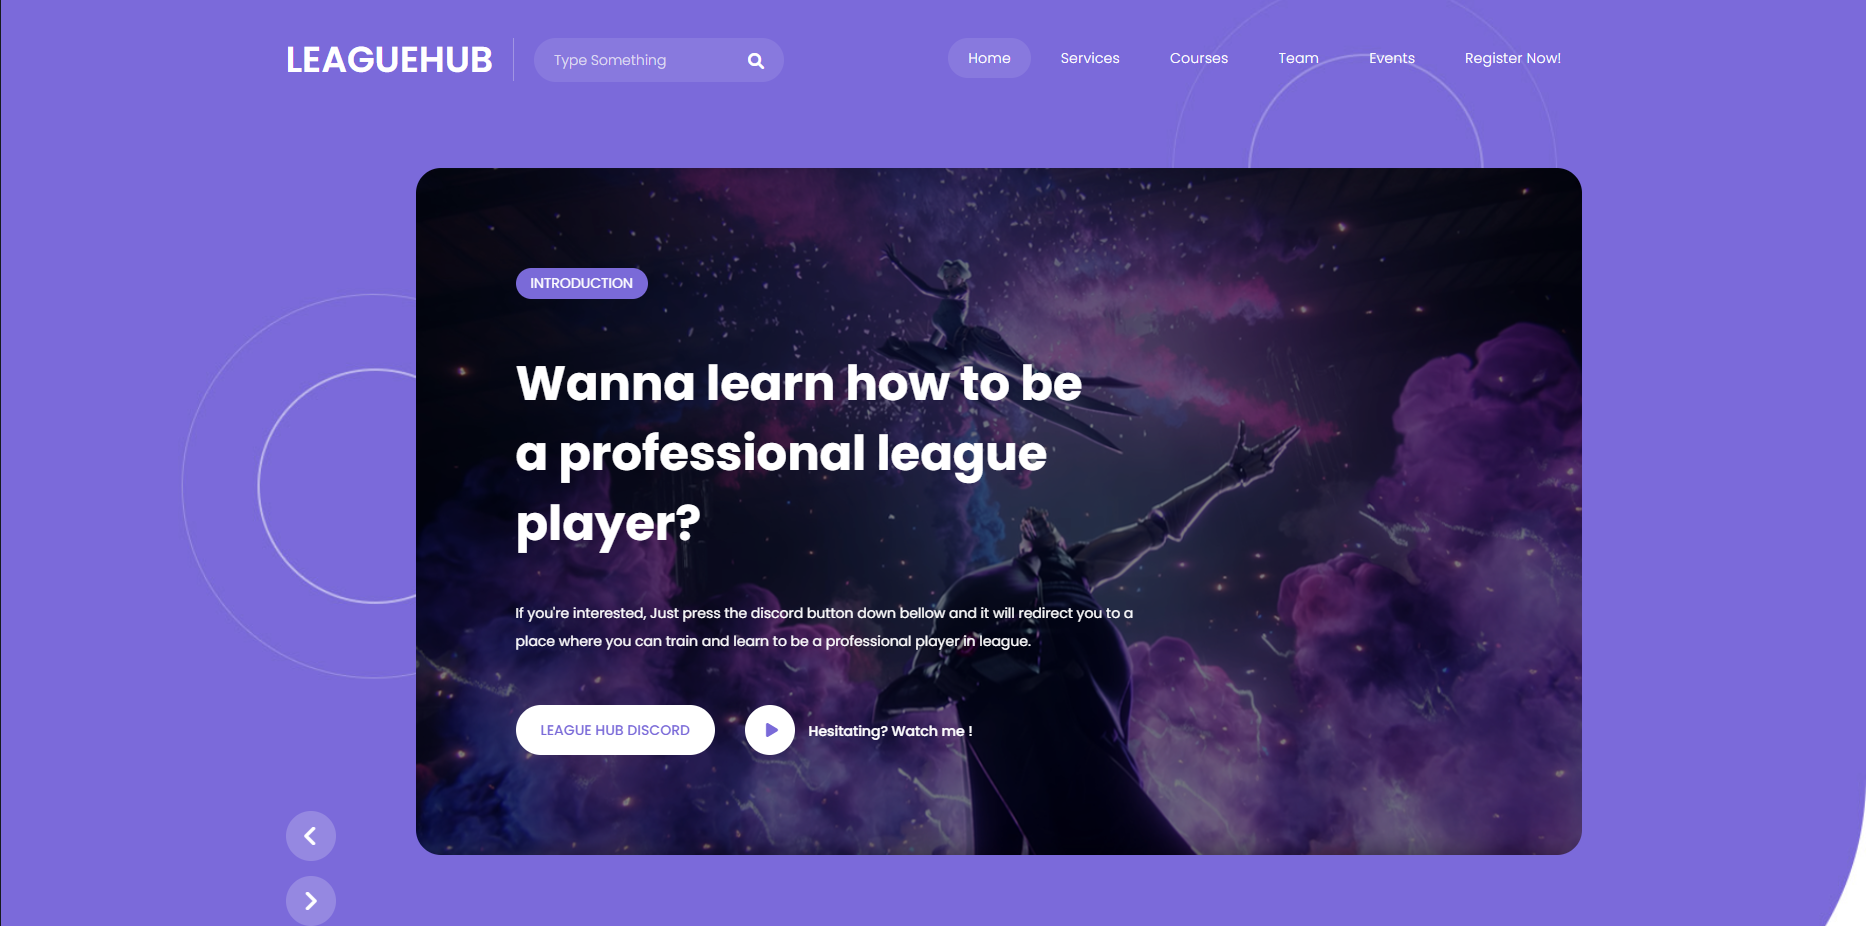 LEAGUEHUB
Type Something
Home
Services
Courses
Team
Events
Register Now!
INTRODUCTION
Wanna learn how to be
a professional league
player?
If you're interested, Just press the discord button down bellow and it will redirect you to a
place where you can train and learn to be a professional player in league.
LEAGUE HUB DISCORD
Hesitating? Watch me !